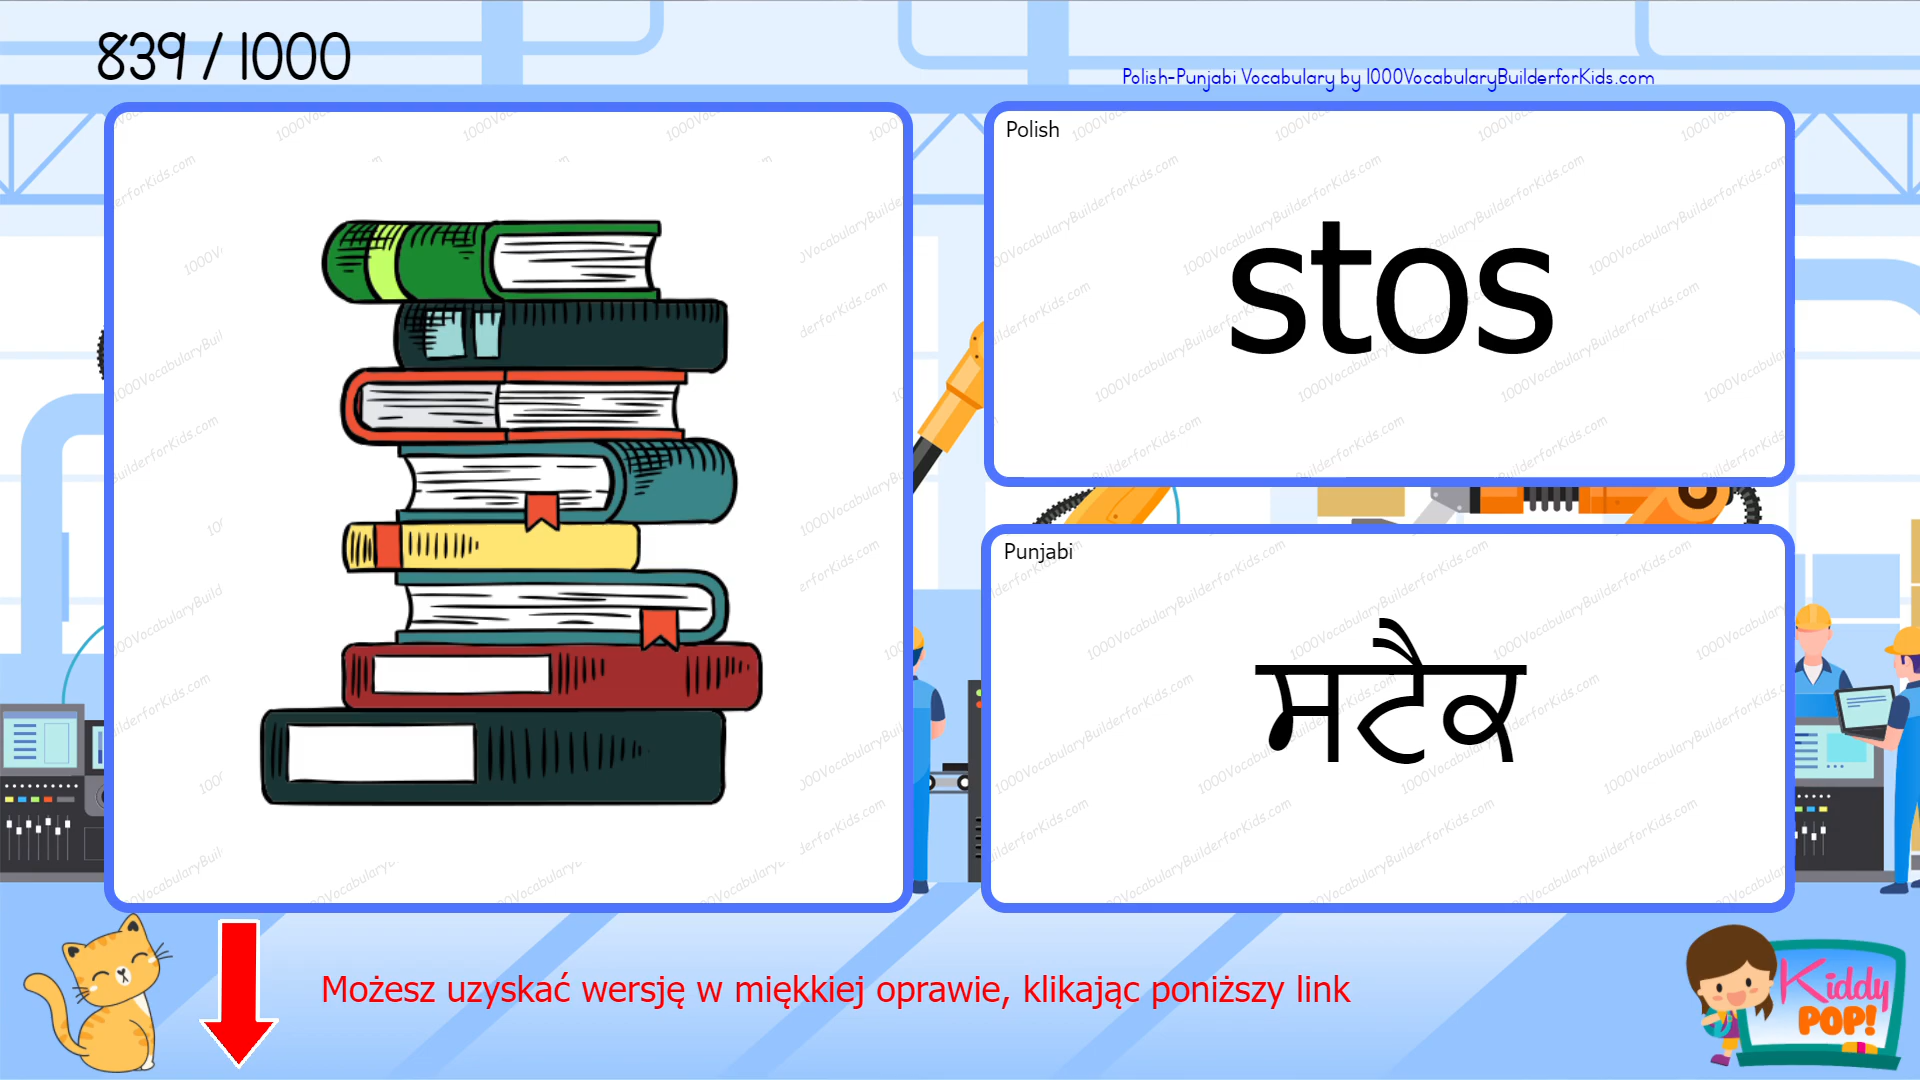 839 / 1000
Polish-Punjabi Vocabulary by 1000VocabularyBuilderforKids.com
Polish
stos
Punjabi
ਸਟੈਕ
Możesz uzyskać wersję w miękkiej oprawie, klikając poniższy link
Kiddy
POP!